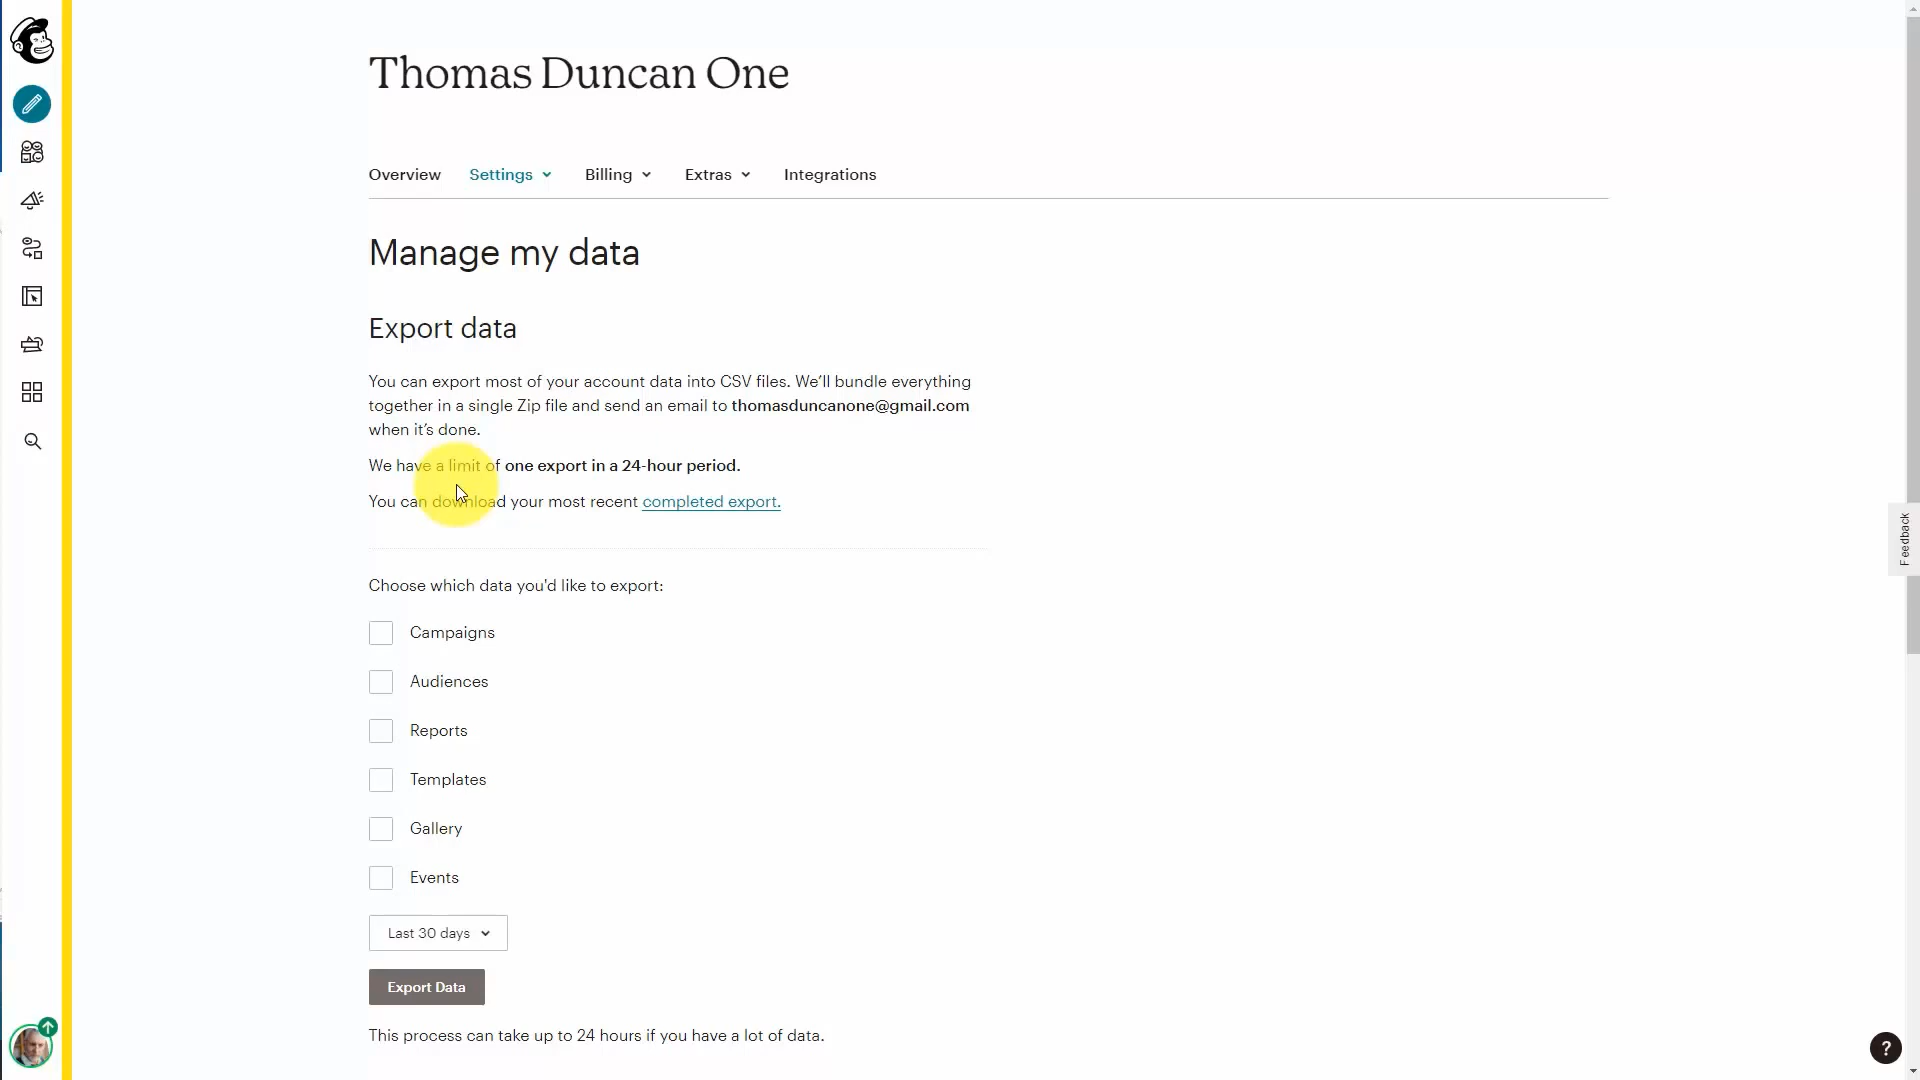 Thomas Duncan One
Overview Settings Billing Extras Integrations
Manage my data
Export data
You can export most of your account data into CSV files. We’ll bundle everything
together in a single Zip file and send an email to thomasduncanone@gmail.com
when it’s done.
We have a limit of one export in a 24-hour period.
You can download your most recent completed export.
Feedback
Choose which data you'd like to export:
Campaigns
Audiences
Reports
Templates
Gallery
Events
Last 30 days
Export Data
This process can take up to 24 hours if you have a lot of data.
?